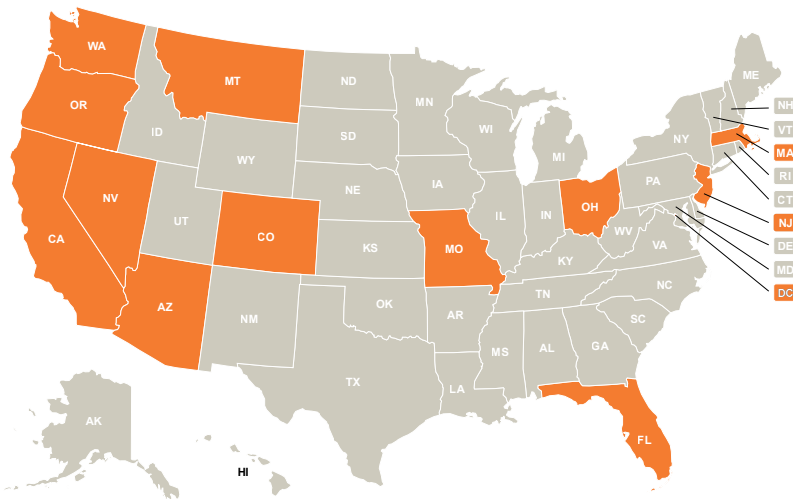 WA
MT
ND
MN
ME
OR
ID
SD
WI
MI
NY
NH
VT
MA
RI
CT
NJ
DE
MD
DC
WY
NE
IA
PA
NV
UT
CO
KS
MO
IL
IN
OH
WV
VA
KY
CA
AZ
NM
OK
AR
TN
NC
SC
TX
LA
MS
AL
GA
FL
AK
HI